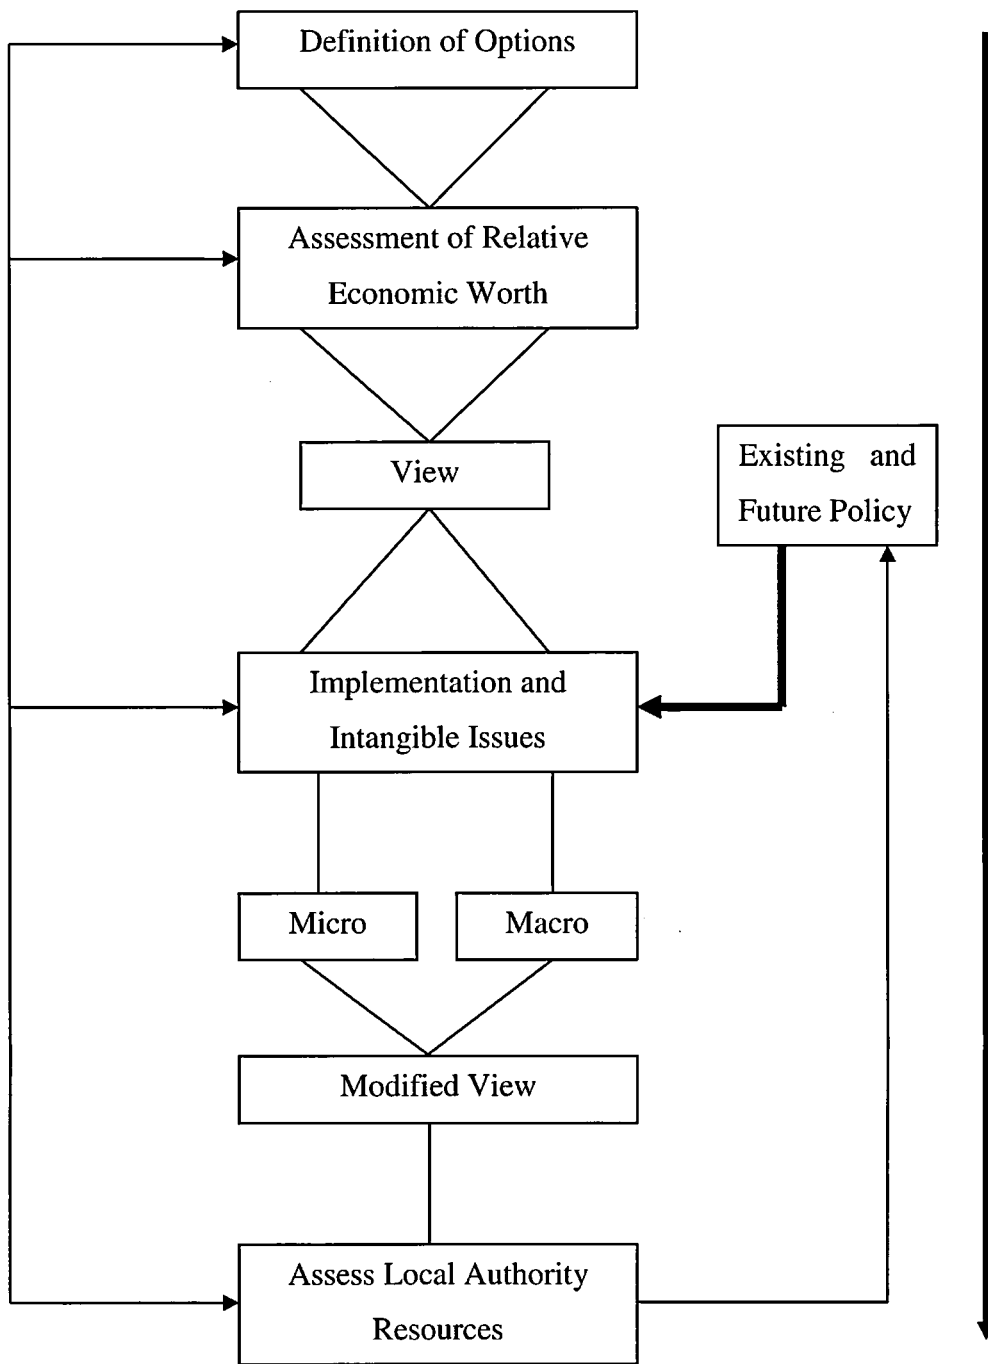 Definition of Options
Assessment of Relative
Economic Worth
View
Existing and
Future Policy
Implementation and
Intangible Issues
Micro
Macro
Modified View
Assess Local Authority
Resources